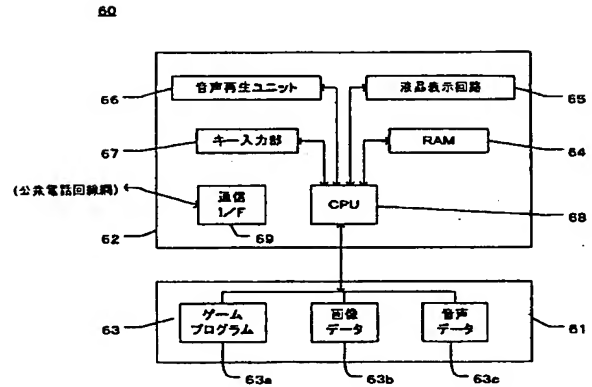 60
音声再生ユニット
66
液晶表示回路
65
キー入力部
67
RAM
64
(公衆電話回線網)
通信
I/F
69
CPU
68
62
63
ゲーム
プログラム
63a
画像
データ
63b
音声
データ
63c
61